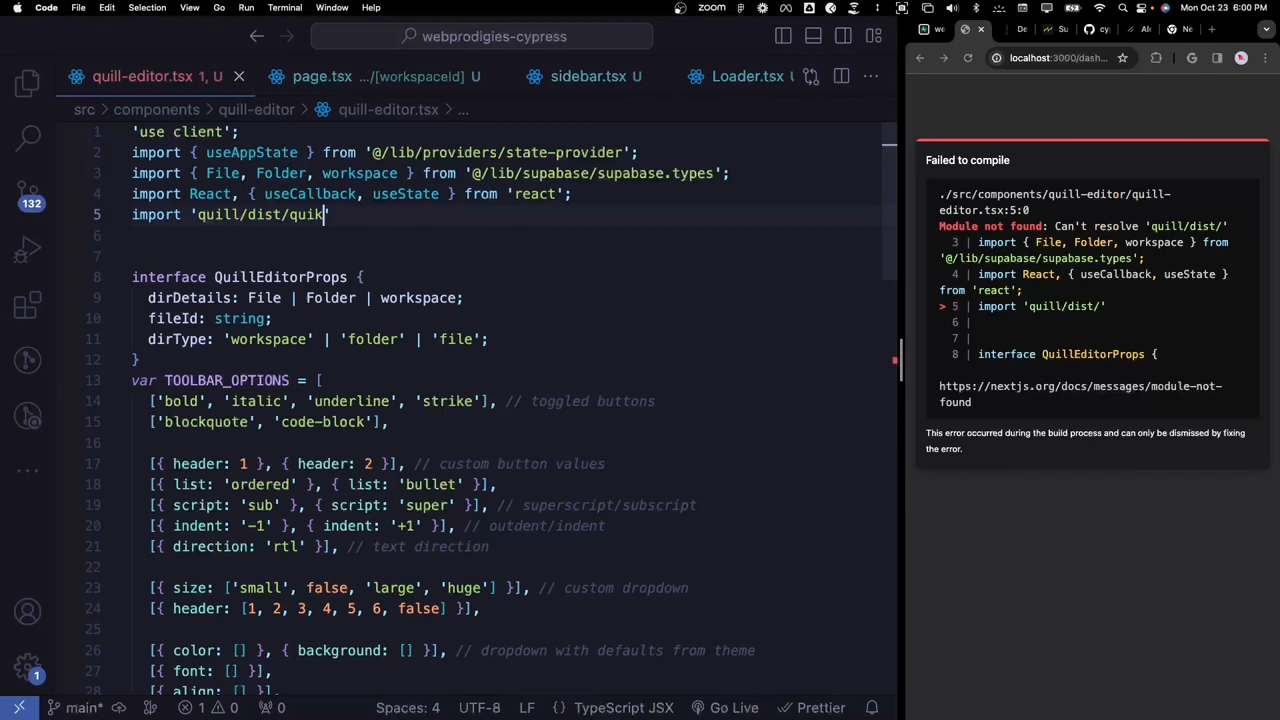 Code File Edit Selection View Go Run Terminal Window Help zoom Mon Oct 23 6:00 PM
webprodigies-cypress
quill-editor.tsx 1, U page.tsx .../[workspaceId] U sidebar.tsx U Loader.tsx
src components quill-editor quill-editor.tsx ...
1 'use client';
2 import { useAppState } from '@/lib/providers/state-provider';
3 import { File, Folder, workspace } from '@/lib/supabase/supabase.types';
4 import React, { useCallback, useState } from 'react';
5 import 'quill/dist/quik'
6
7
8 interface QuillEditorProps {
9 dirDetails: File | Folder | workspace;
10 fileId: string;
11 dirType: 'workspace' | 'folder' | 'file';
12 }
13 var TOOLBAR_OPTIONS = [
14 ['bold', 'italic', 'underline', 'strike'], // toggled buttons
15 ['blockquote', 'code-block'],
16
17 [{ header: 1 }, { header: 2 }], // custom button values
18 [{ list: 'ordered' }, { list: 'bullet' }],
19 [{ script: 'sub' }, { script: 'super' }], // superscript/subscript
20 [{ indent: '-1' }, { indent: '+1' }], // outdent/indent
21 [{ direction: 'rtl' }], // text direction
22
23 [{ size: ['small', false, 'large', 'huge'] }], // custom dropdown
24 [{ header: [1, 2, 3, 4, 5, 6, false] }],
25
26 [{ color: [] }, { background: [] }], // dropdown with defaults from theme
27 [{ font: [] }],
28 [{ align: [] }],
132
1
main* 1 0 0 Spaces: 4 UTF-8 LF {} TypeScript JSX Go Live Prettier
we De Su cy Ali Ne
localhost:3000/dash...
Failed to compile
./src/components/quill-editor/quill-
editor.tsx:5:0
Module not found: Can't resolve 'quill/dist/'
3 | import { File, Folder, workspace } from
'@/lib/supabase/supabase.types';
4 | import React, { useCallback, useState }
from 'react';
> 5 | import 'quill/dist/'
6 |
7 |
8 | interface QuillEditorProps {
https://nextjs.org/docs/messages/module-not-
found
This error occurred during the build process and can only be dismissed by fixing
the error.